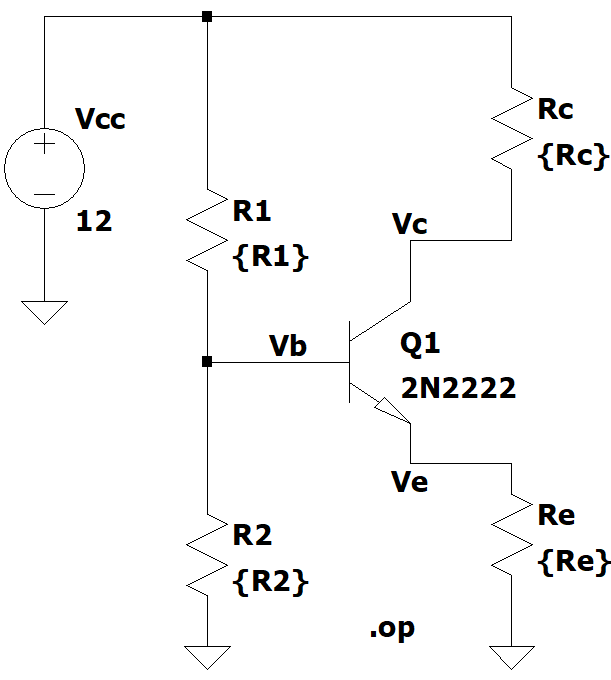 Vcc
12
R1
{R1}
Rc
{Rc}
Vc
Vb
Q1
2N2222
Ve
R2
{R2}
Re
{Re}
.op